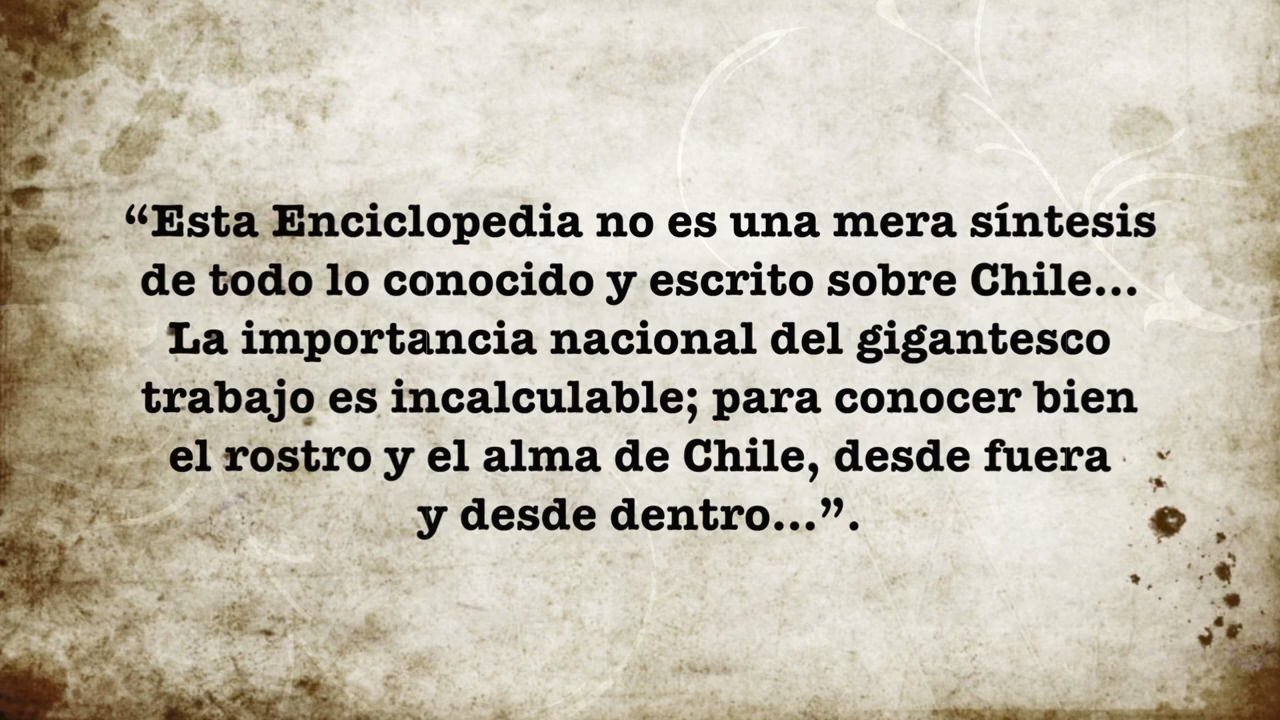 “Esta Enciclopedia no es una mera síntesis
de todo lo conocido y escrito sobre Chile...
La importancia nacional del gigantesco
trabajo es incalculable; para conocer bien
el rostro y el alma de Chile, desde fuera
y desde dentro...”.